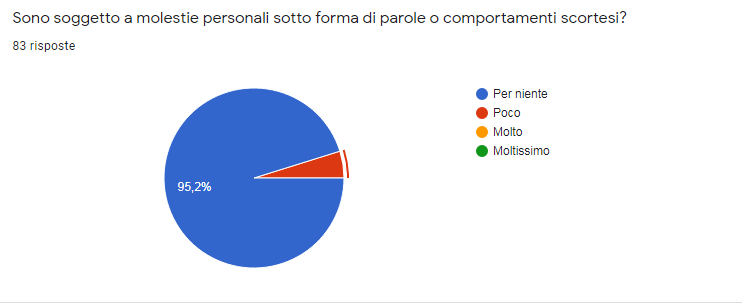 Sono soggetto a molestie personali sotto forma di parole o comportamenti scortesi?
83 risposte
Per niente
Poco
Molto
Moltissimo
95,2%